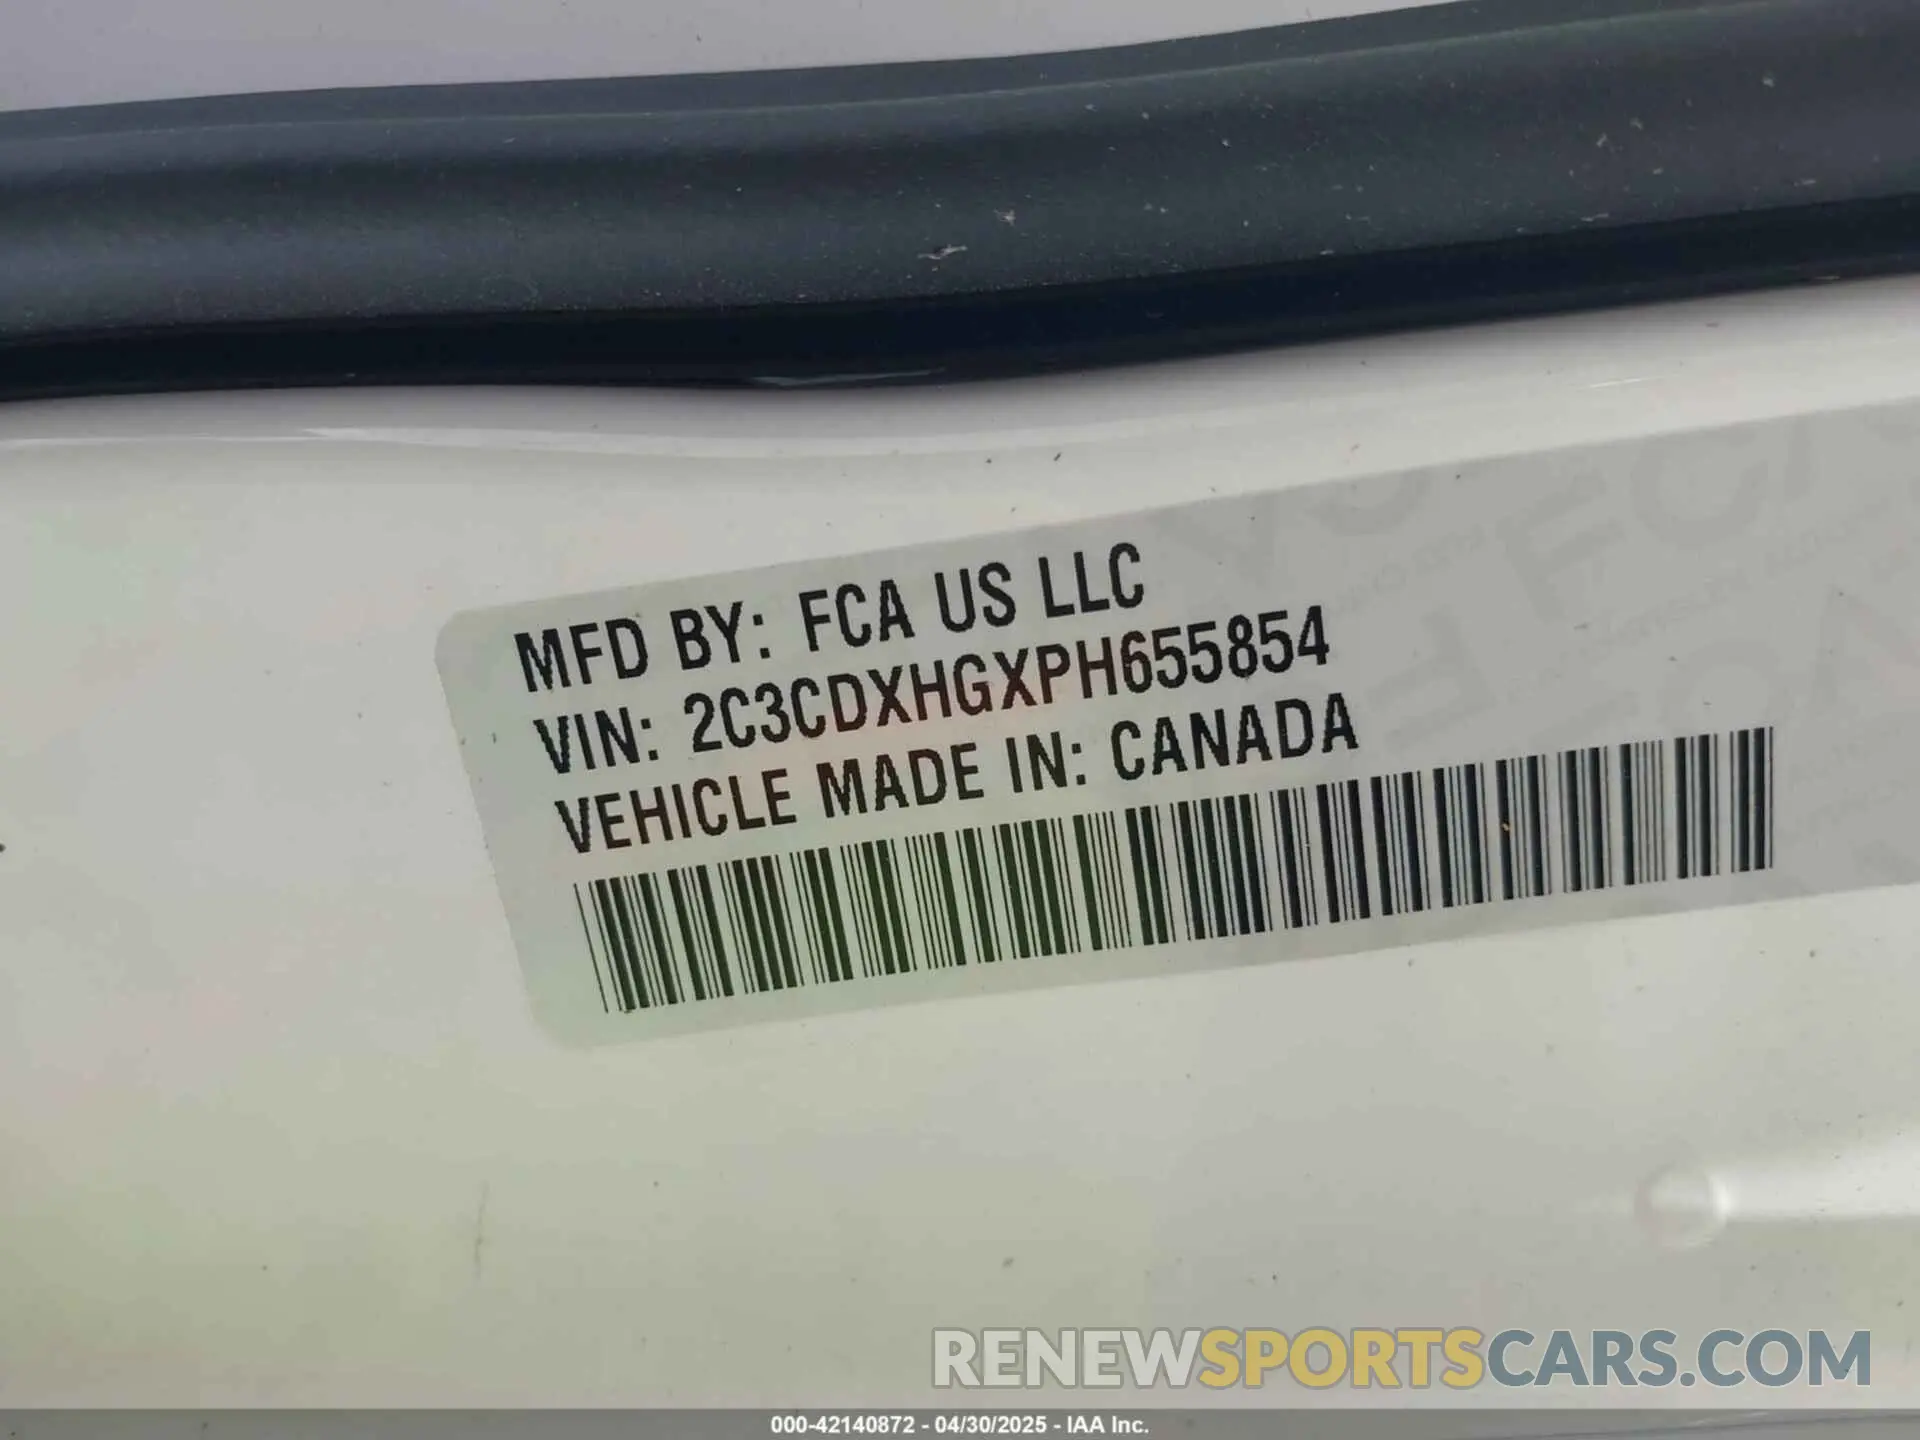 MFD BY: FCA US LLC
VIN: 2C3CDXHGXPH655854
VEHICLE MADE IN: CANADA
RENEWSPORTSCARS.COM
000-42140872 - 04/30/2025 - IAA Inc.